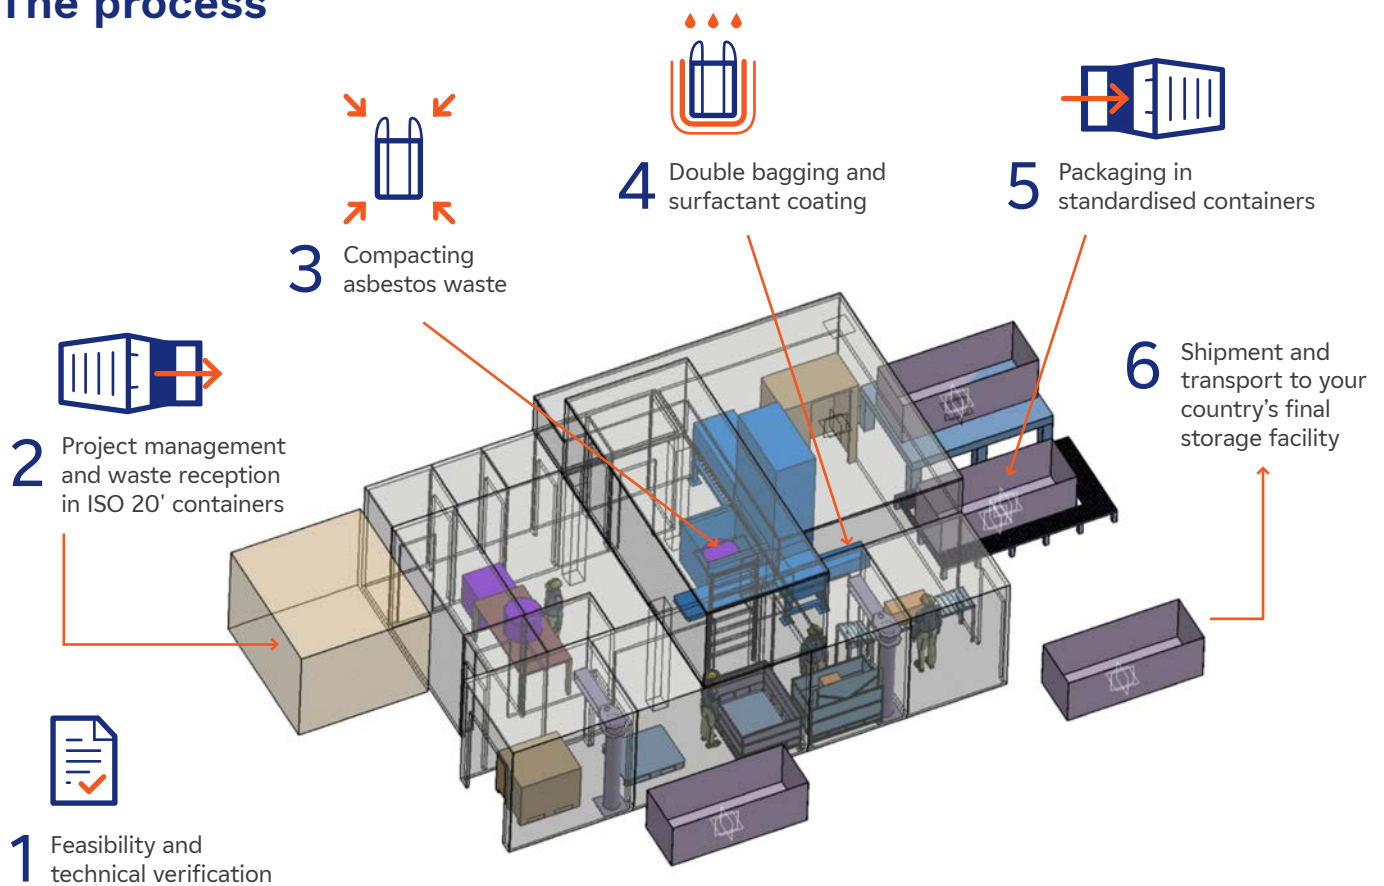 The process
1 Feasibility and
technical verification
2 Project management
and waste reception
in ISO 20' containers
3 Compacting
asbestos waste
4 Double bagging and
surfactant coating
5 Packaging in
standardised containers
6 Shipment and
transport to your
country's final
storage facility